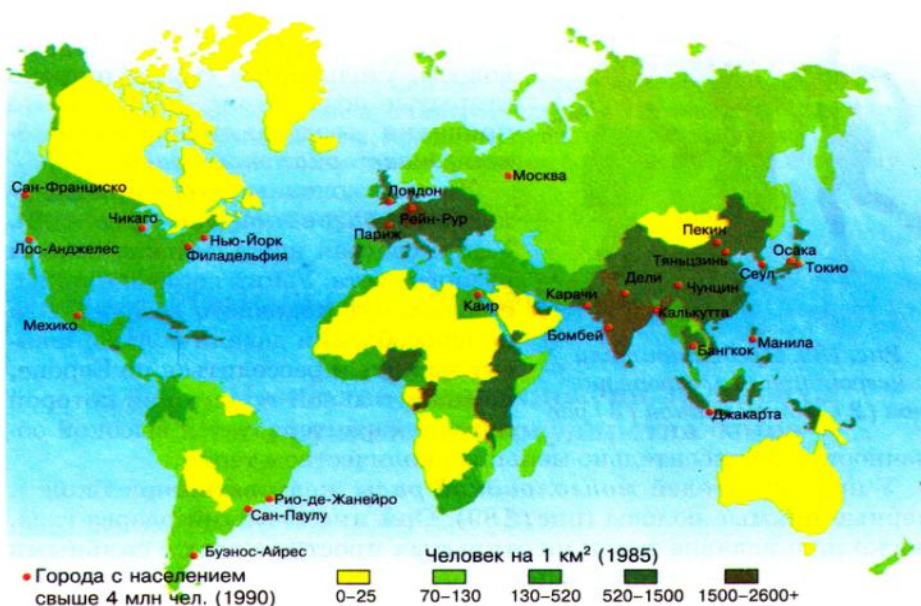 Москва
Лондон
Сан-Франциско
Рейн-Рур
Чикаго
Париж
Пекин
Нью-Йорк
Лос-Анджелес
Филадельфия
Тяньцзинь
Осака
Сеул
Токио
Дели
Чунцин
Карачи
Каир
Калькутта
Мехико
Бомбей
Манила
Бангкок
Джакарта
Рио-де-Жанейро
Сан-Паулу
Буэнос-Айрес
Человек на 1 км² (1985)
Города с населением
свыше 4 млн чел. (1990)
0–25
70–130
130–520
520–1500
1500–2600+